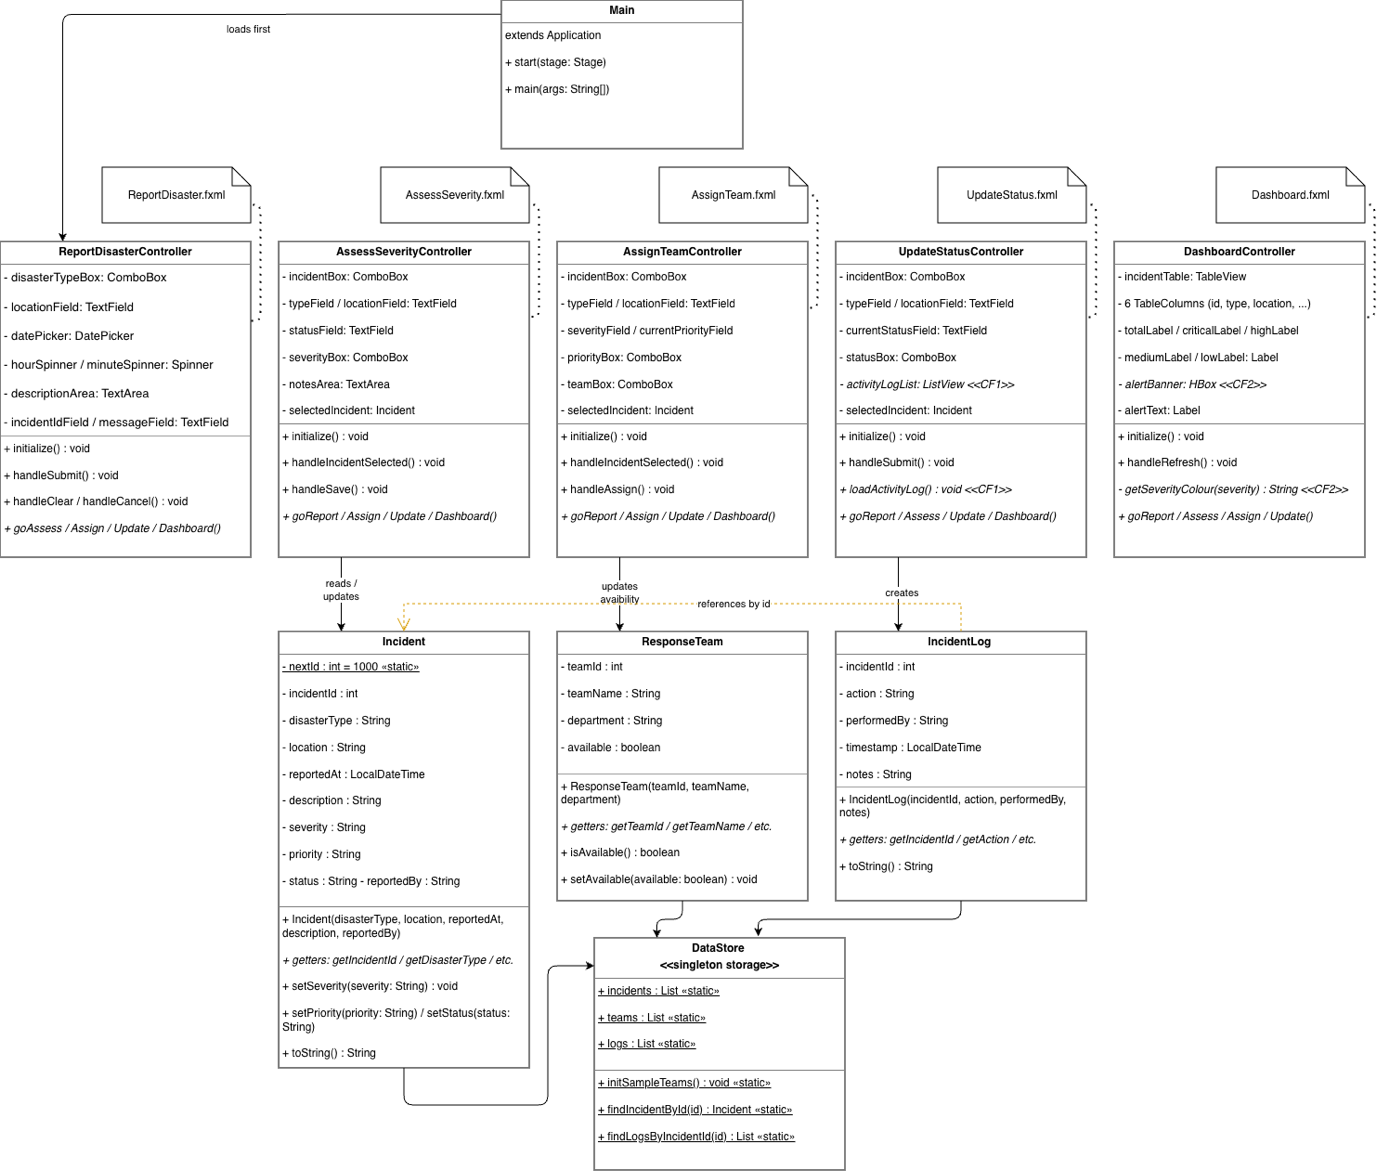 Main
extends Application
+ start(stage: Stage)
+ main(args: String[])
loads first
ReportDisaster.fxml
AssessSeverity.fxml
AssignTeam.fxml
UpdateStatus.fxml
Dashboard.fxml
ReportDisasterController
- disasterTypeBox: ComboBox
- locationField: TextField
- datePicker: DatePicker
- hourSpinner / minuteSpinner: Spinner
- descriptionArea: TextArea
- incidentIdField / messageField: TextField
+ initialize() : void
+ handleSubmit() : void
+ handleClear / handleCancel() : void
+ goAssess / Assign / Update / Dashboard()
AssessSeverityController
- incidentBox: ComboBox
- typeField / locationField: TextField
- statusField: TextField
- severityBox: ComboBox
- notesArea: TextArea
- selectedIncident: Incident
+ initialize() : void
+ handleIncidentSelected() : void
+ handleSave() : void
+ goReport / Assign / Update / Dashboard()
AssignTeamController
- incidentBox: ComboBox
- typeField / locationField: TextField
- severityField / currentPriorityField
- priorityBox: ComboBox
- teamBox: ComboBox
- selectedIncident: Incident
+ initialize() : void
+ handleIncidentSelected() : void
+ handleAssign() : void
+ goReport / Assign / Update / Dashboard()
UpdateStatusController
- incidentBox: ComboBox
- typeField / locationField: TextField
- currentStatusField: TextField
- statusBox: ComboBox
- activityLogList: ListView <<CF1>>
- selectedIncident: Incident
+ initialize() : void
+ handleSubmit() : void
+ loadActivityLog() : void <<CF1>>
+ goReport / Assess / Update / Dashboard()
DashboardController
- incidentTable: TableView
- 6 TableColumns (id, type, location, ...)
- totalLabel / criticalLabel / highLabel
- mediumLabel / lowLabel: Label
- alertBanner: HBox <<CF2>>
- alertText: Label
+ initialize() : void
+ handleRefresh() : void
- getSeverityColour(severity) : String <<CF2>>
+ goReport / Assess / Assign / Update()
reads /
updates
updates
avaibility
references by id
creates
Incident
- nextId : int = 1000 «static»
- incidentId : int
- disasterType : String
- location : String
- reportedAt : LocalDateTime
- description : String
- severity : String
- priority : String
- status : String - reportedBy : String
+ Incident(disasterType, location, reportedAt,
description, reportedBy)
+ getters: getIncidentId / getDisasterType / etc.
+ setSeverity(severity: String) : void
+ setPriority(priority: String) / setStatus(status:
String)
+ toString() : String
ResponseTeam
- teamId : int
- teamName : String
- department : String
- available : boolean
+ ResponseTeam(teamId, teamName,
department)
+ getters: getTeamId / getTeamName / etc.
+ isAvailable() : boolean
+ setAvailable(available: boolean) : void
IncidentLog
- incidentId : int
- action : String
- performedBy : String
- timestamp : LocalDateTime
- notes : String
+ IncidentLog(incidentId, action, performedBy,
notes)
+ getters: getIncidentId / getAction / etc.
+ toString() : String
DataStore
<<singleton storage>>
+ incidents : List «static»
+ teams : List «static»
+ logs : List «static»
+ initSampleTeams() : void «static»
+ findIncidentById(id) : Incident «static»
+ findLogsByIncidentId(id) : List «static»